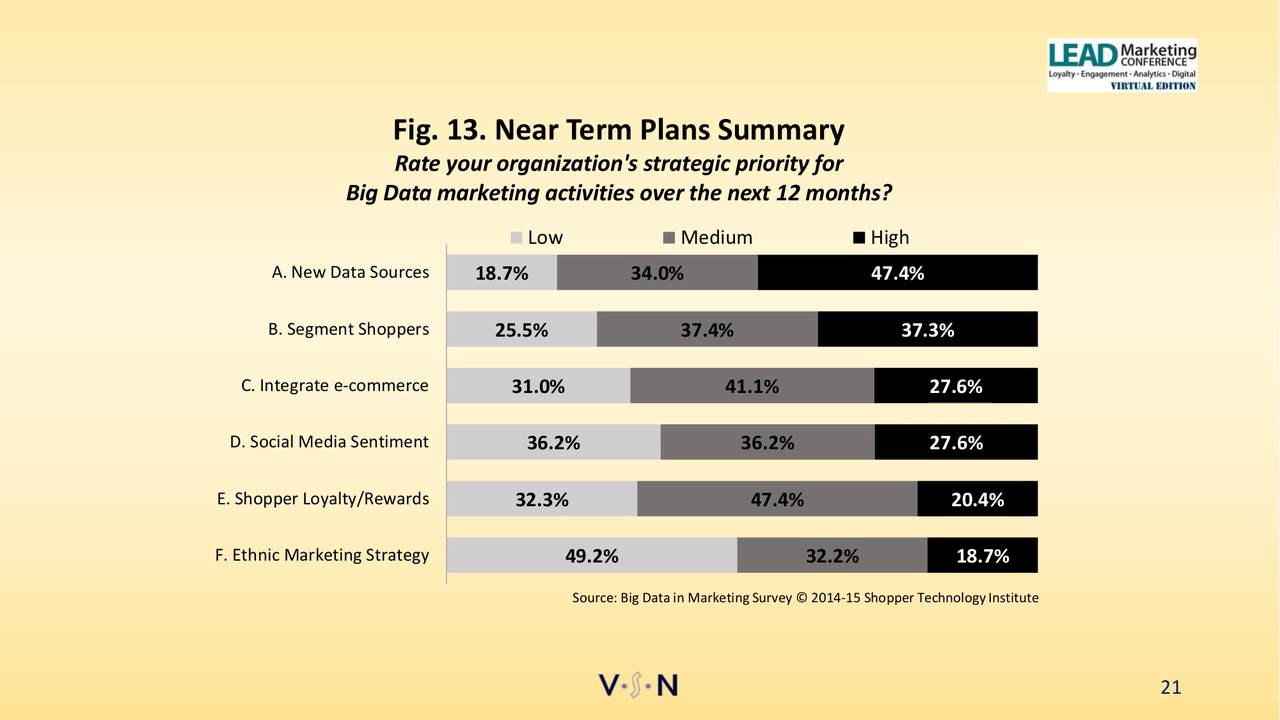 LEAD Marketing
CONFERENCE
Loyalty · Engagement · Analytics · Digital
VIRTUAL EDITION
Fig. 13. Near Term Plans Summary
Rate your organization's strategic priority for
Big Data marketing activities over the next 12 months?
Low Medium High
A. New Data Sources 18.7% 34.0% 47.4%
B. Segment Shoppers 25.5% 37.4% 37.3%
C. Integrate e-commerce 31.0% 41.1% 27.6%
D. Social Media Sentiment 36.2% 36.2% 27.6%
E. Shopper Loyalty/Rewards 32.3% 47.4% 20.4%
F. Ethnic Marketing Strategy 49.2% 32.2% 18.7%
Source: Big Data in Marketing Survey © 2014-15 Shopper Technology Institute
V·S·N
21